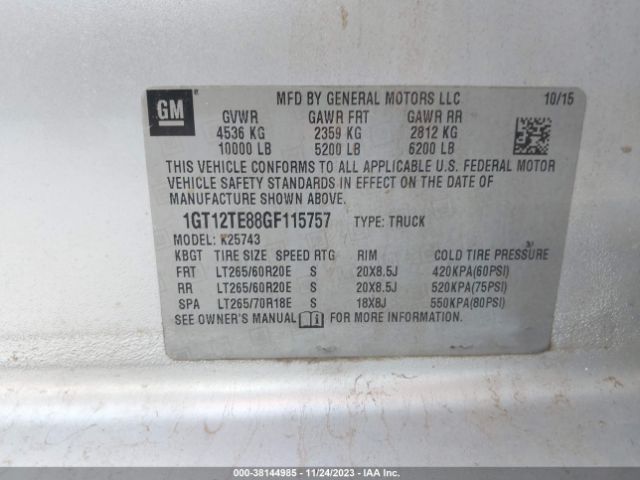 GM
MFD BY GENERAL MOTORS LLC 10/15
GVWR GAWR FRT GAWR RR
4536 KG 2359 KG 2812 KG
10000 LB 5200 LB 6200 LB
THIS VEHICLE CONFORMS TO ALL APPLICABLE U.S. FEDERAL MOTOR
VEHICLE SAFETY STANDARDS IN EFFECT ON THE DATE OF
MANUFACTURE SHOWN ABOVE.
1GT12TE88GF115757 TYPE: TRUCK
MODEL: K25743
KBGT TIRE SIZE SPEED RTG RIM COLD TIRE PRESSURE
FRT LT265/60R20E S 20X8.5J 420KPA(60PSI)
RR LT265/60R20E S 20X8.5J 520KPA(75PSI)
SPA LT265/70R18E S 18X8J 550KPA(80PSI)
SEE OWNER'S MANUAL i FOR MORE INFORMATION.
000-38144985 - 11/24/2023 - IAA Inc.